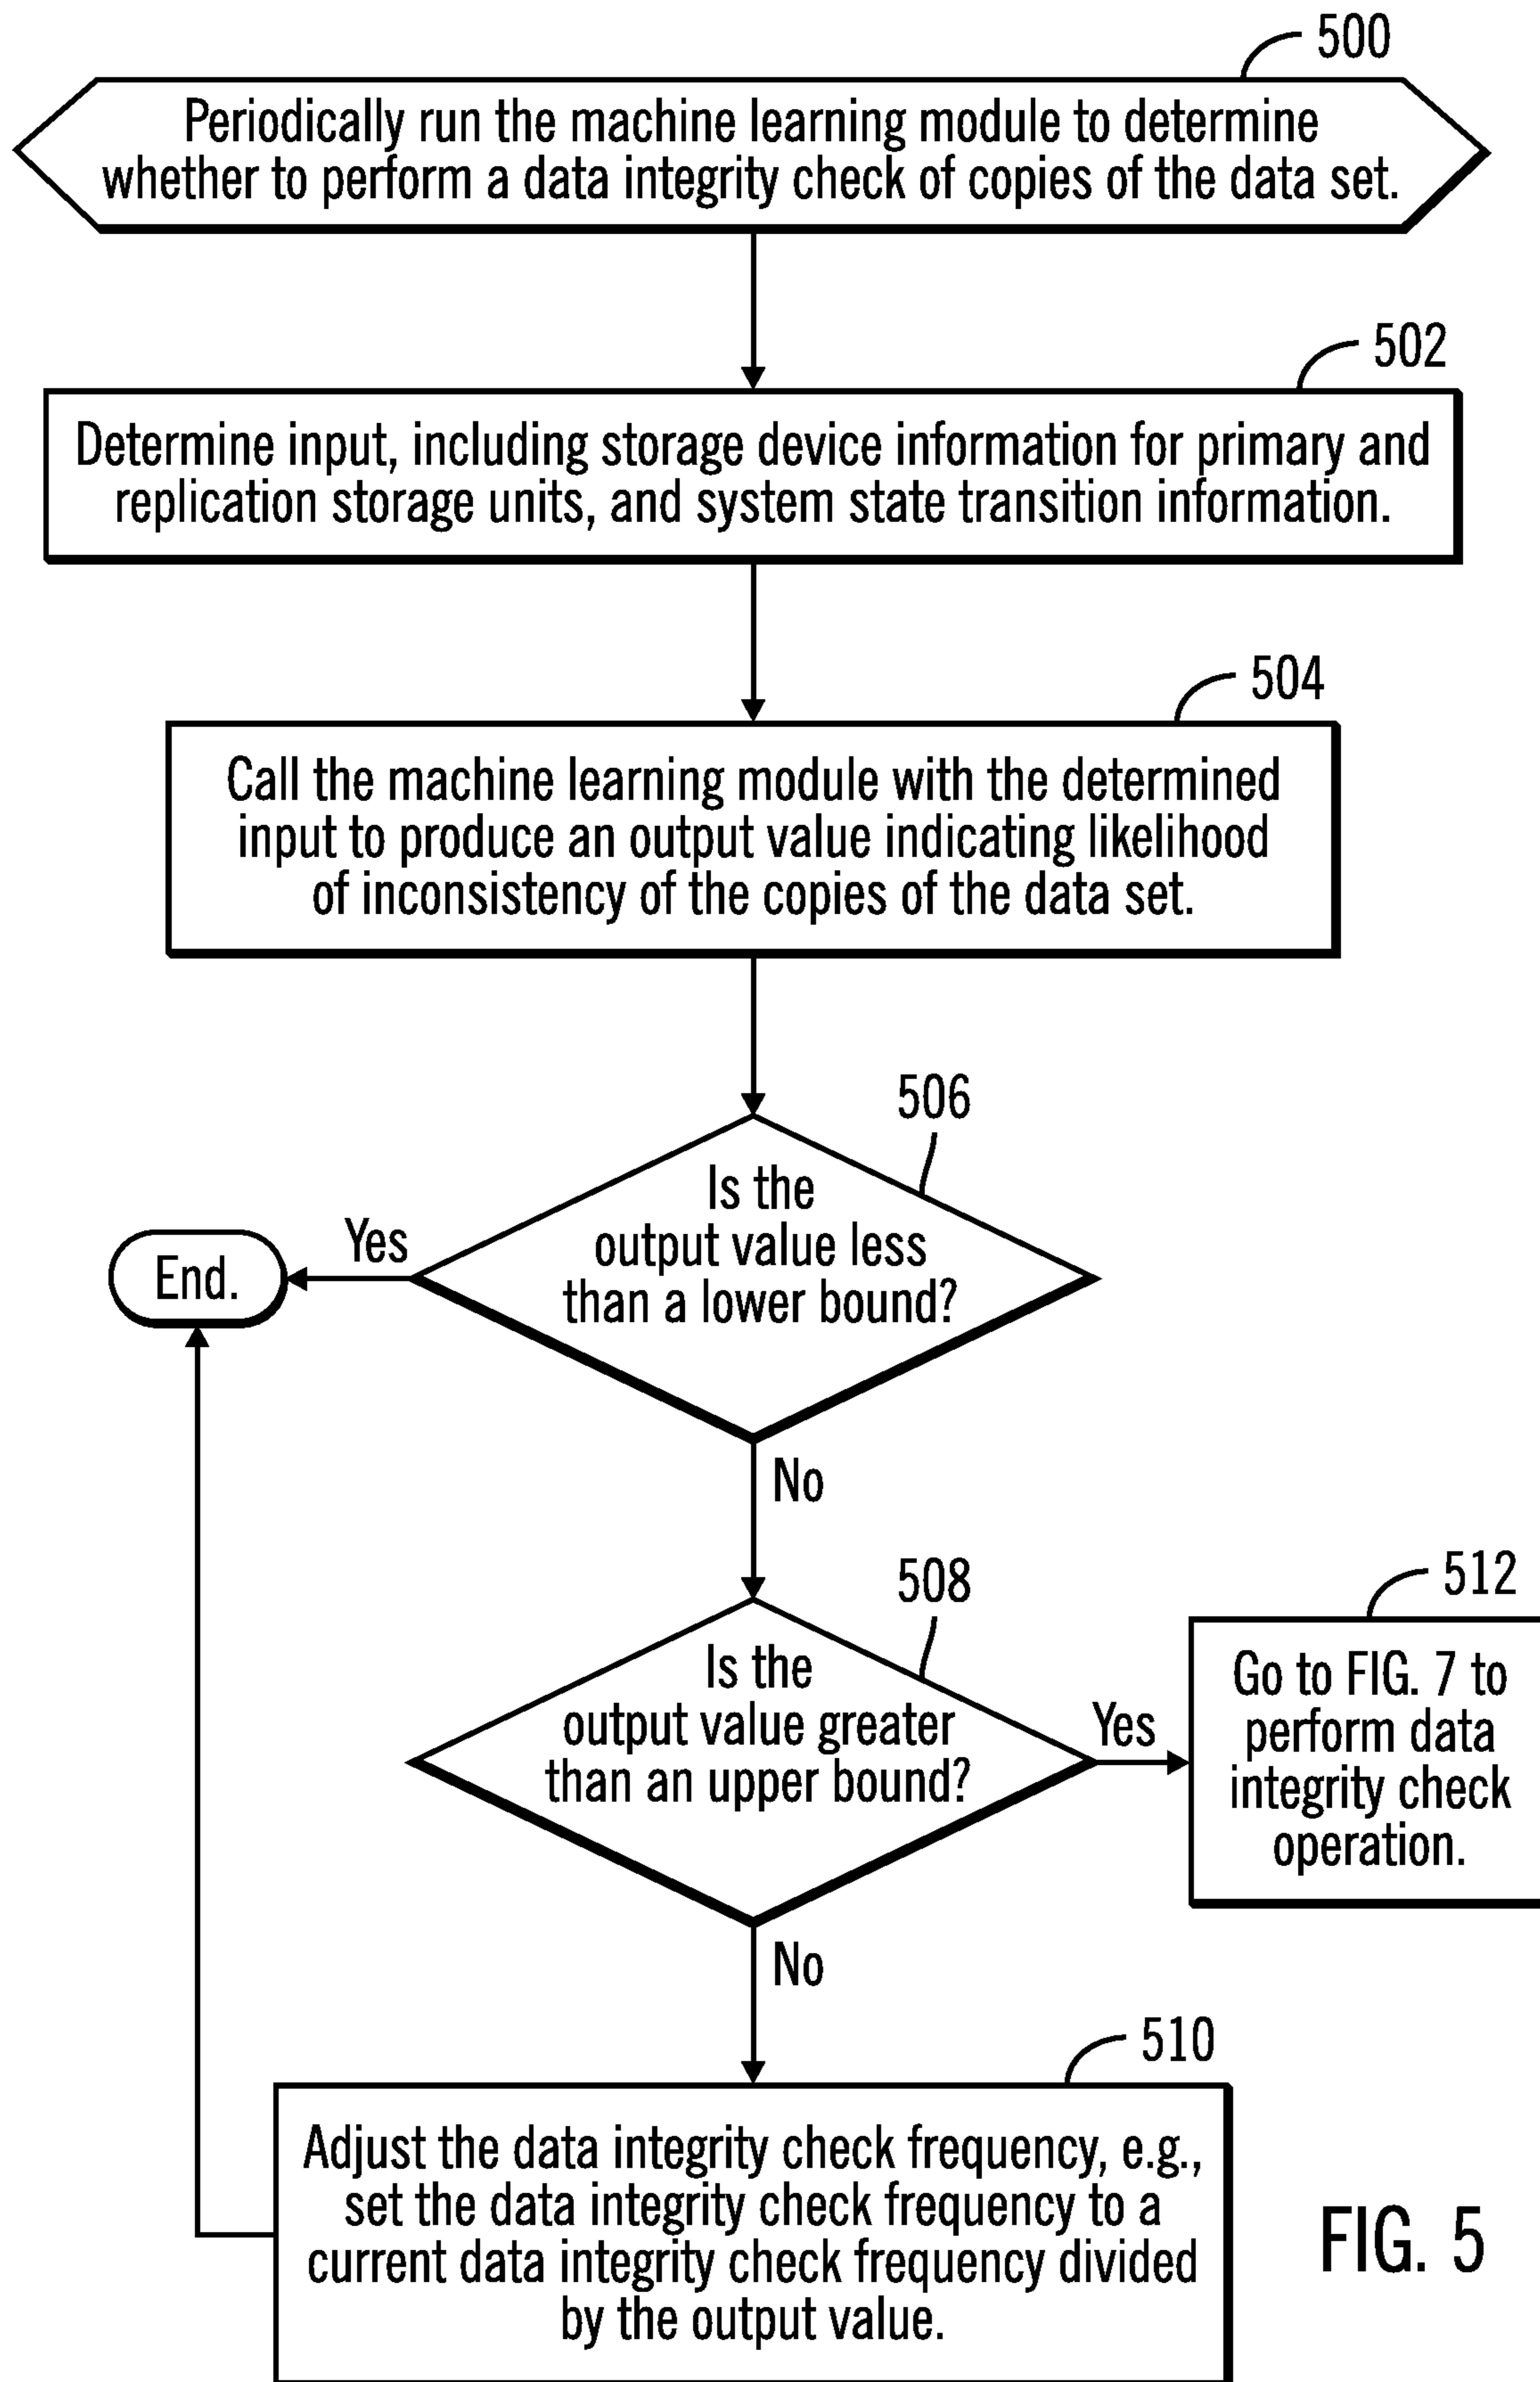 500
Periodically run the machine learning module to determine
whether to perform a data integrity check of copies of the data set.
502
Determine input, including storage device information for primary and
replication storage units, and system state transition information.
504
Call the machine learning module with the determined
input to produce an output value indicating likelihood
of inconsistency of the copies of the data set.
506
Is the
output value less
than a lower bound?
Yes
End.
No
508
Is the
output value greater
than an upper bound?
Yes
512
Go to FIG. 7 to
perform data
integrity check
operation.
No
510
Adjust the data integrity check frequency, e.g.,
set the data integrity check frequency to a
current data integrity check frequency divided
by the output value.
FIG. 5